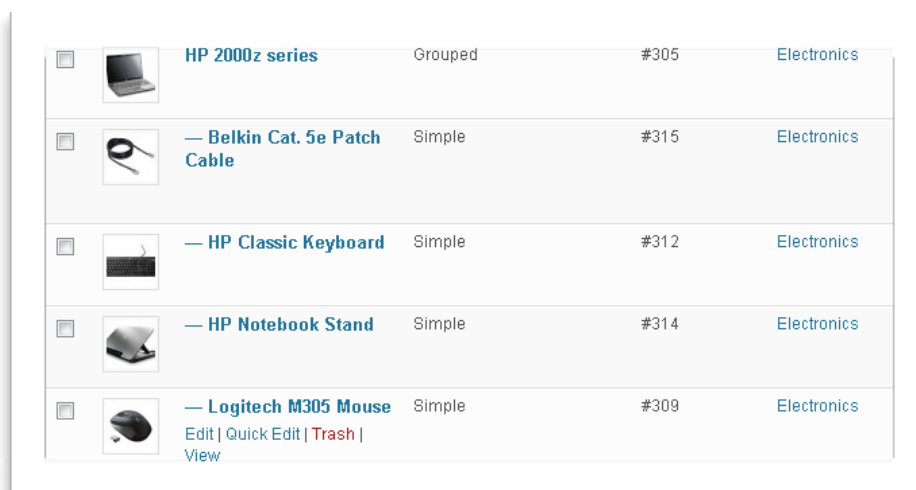 HP 2000z series Grouped #305 Electronics
— Belkin Cat. 5e Patch Simple #315 Electronics
Cable
— HP Classic Keyboard Simple #312 Electronics
— HP Notebook Stand Simple #314 Electronics
— Logitech M305 Mouse Simple #309 Electronics
Edit | Quick Edit | Trash |
View